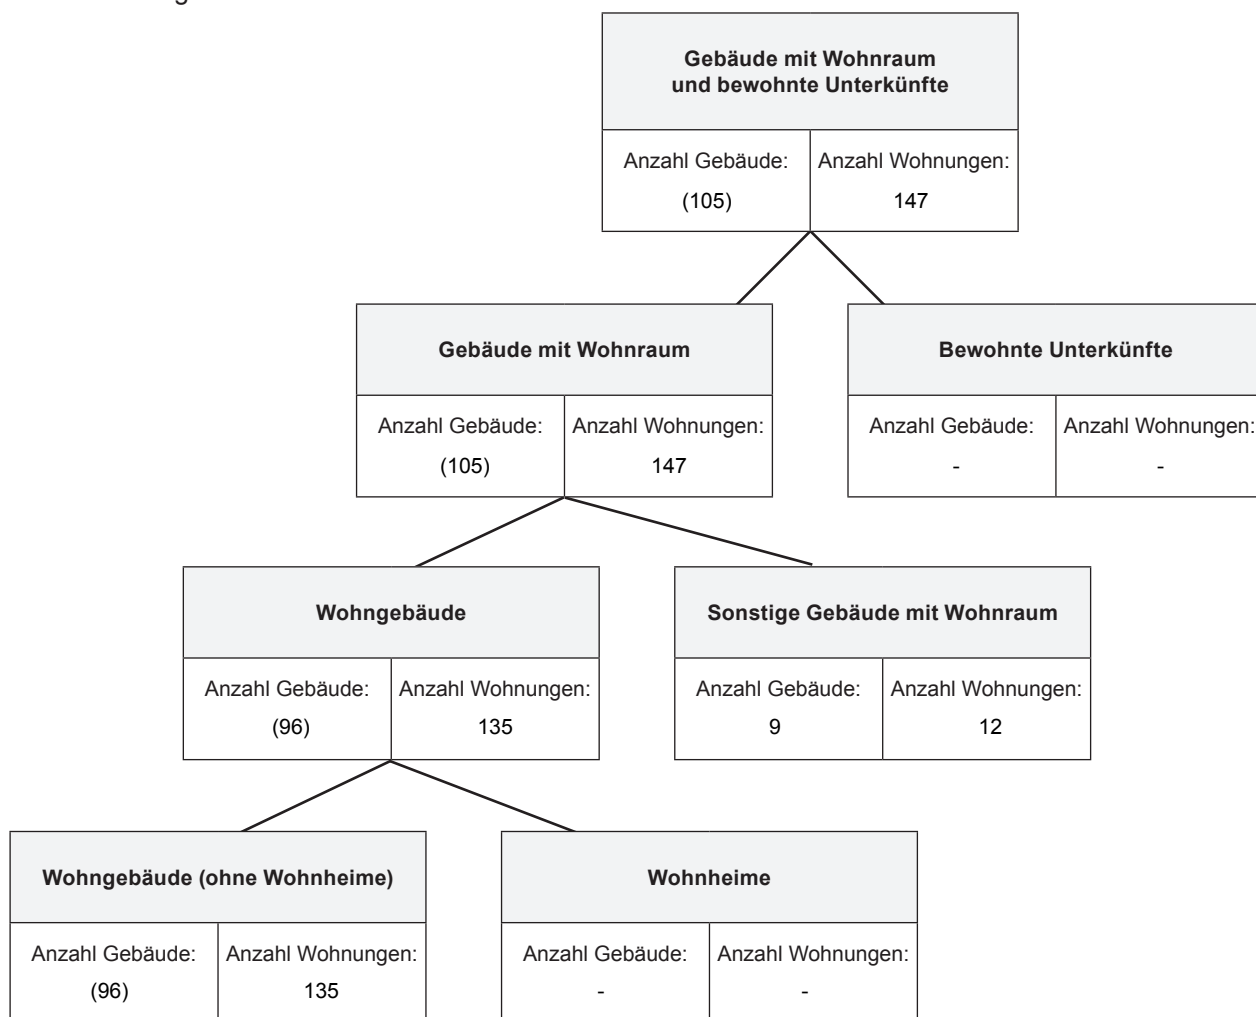 Gebäude mit Wohnraum
und bewohnte Unterkünfte
Anzahl Gebäude: Anzahl Wohnungen:
(105) 147
Gebäude mit Wohnraum
Anzahl Gebäude: Anzahl Wohnungen:
(105) 147
Bewohnte Unterkünfte
Anzahl Gebäude: Anzahl Wohnungen:
- -
Wohngebäude
Anzahl Gebäude: Anzahl Wohnungen:
(96) 135
Sonstige Gebäude mit Wohnraum
Anzahl Gebäude: Anzahl Wohnungen:
9 12
Wohngebäude (ohne Wohnheime)
Anzahl Gebäude: Anzahl Wohnungen:
(96) 135
Wohnheime
Anzahl Gebäude: Anzahl Wohnungen:
- -